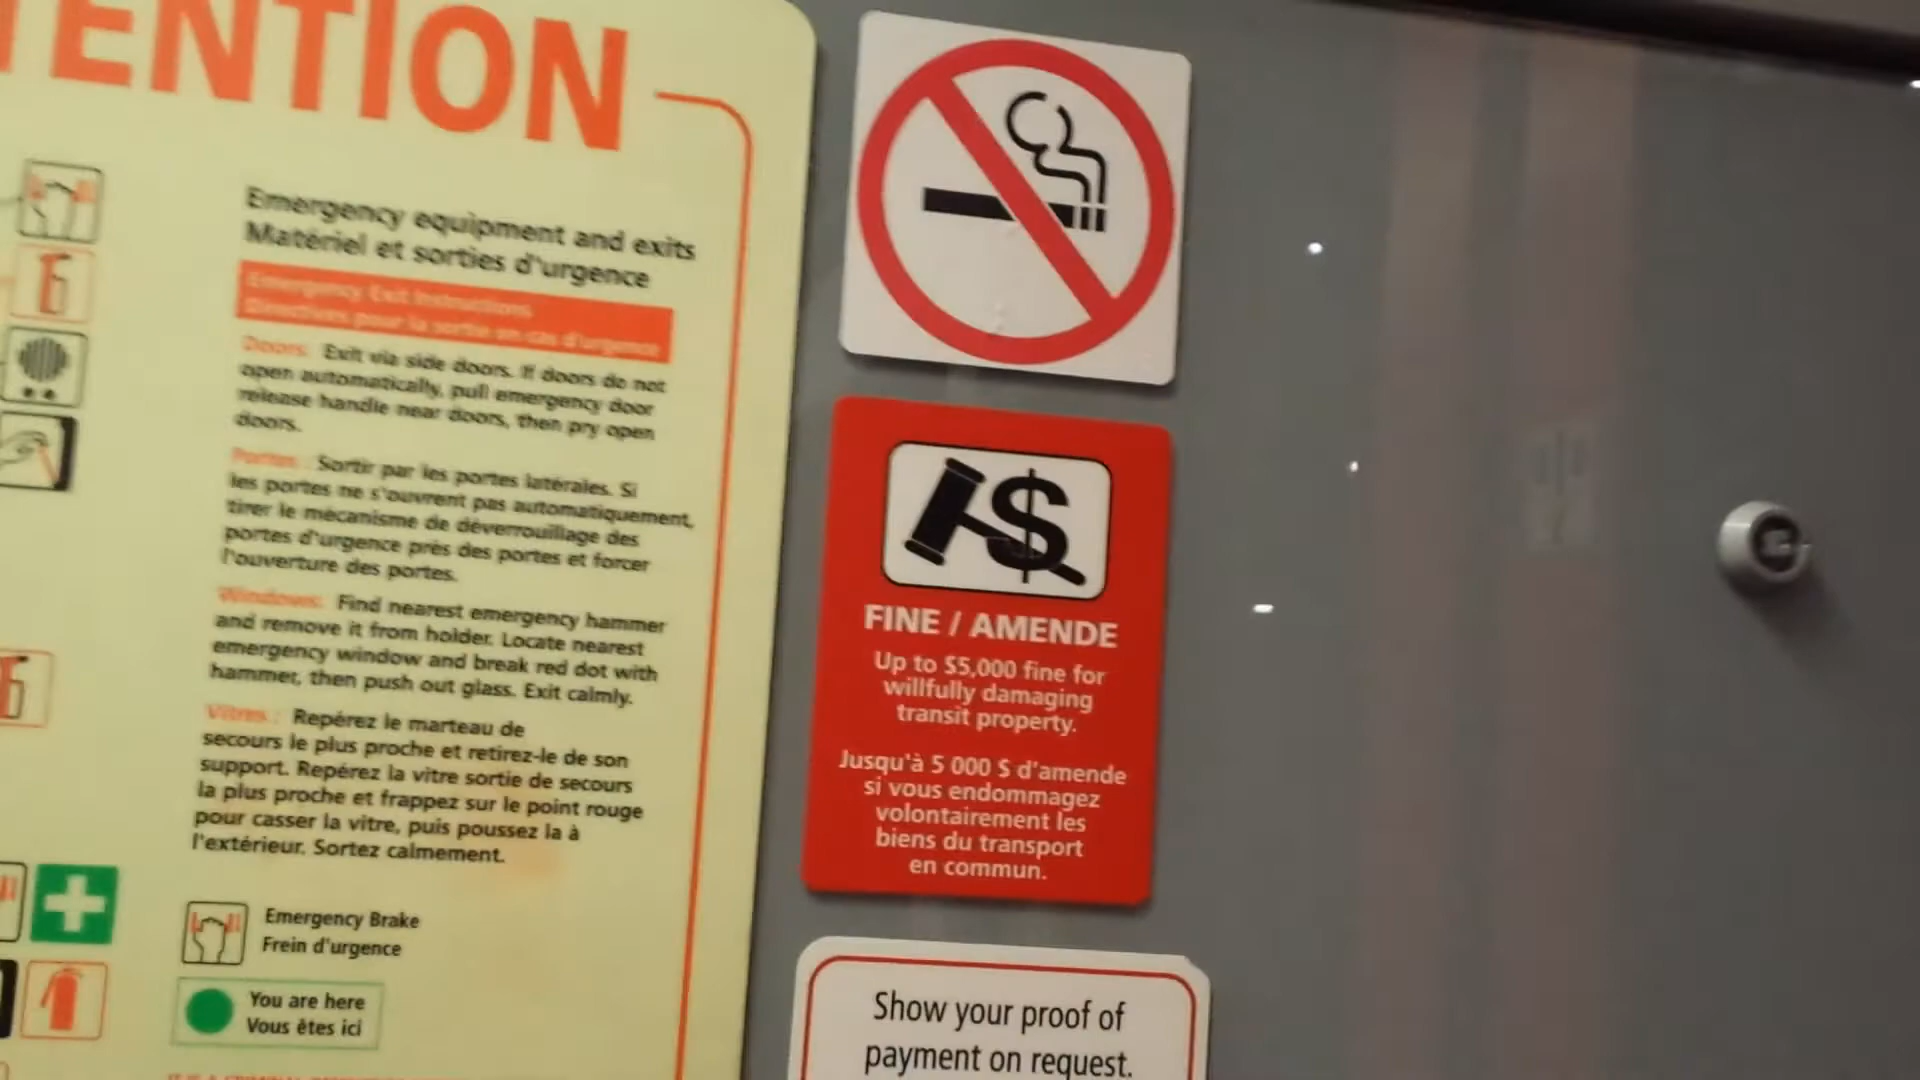 TENTION
Emergency equipment and exits
Matériel et sorties d'urgence
Emergency Exit Instructions
Directives pour la sortie en cas d'urgence
Doors: Exit via side doors. If doors do not
open automatically, pull emergency door
release handle near doors, then pry open
doors.
Portes : Sortir par les portes latérales. Si
les portes ne s'ouvrent pas automatiquement,
tirer le mécanisme de déverrouillage des
portes d'urgence près des portes et forcer
l'ouverture des portes.
Windows: Find nearest emergency hammer
and remove it from holder. Locate nearest
emergency window and break red dot with
hammer, then push out glass. Exit calmly.
Vitres : Repérez le marteau de
secours le plus proche et retirez-le de son
support. Repérez la vitre sortie de secours
la plus proche et frappez sur le point rouge
pour casser la vitre, puis poussez la à
l'extérieur. Sortez calmement.
Emergency Brake
Frein d'urgence
You are here
Vous êtes ici
$
FINE / AMENDE
Up to $5,000 fine for
willfully damaging
transit property.
Jusqu'à 5 000 $ d'amende
si vous endommagez
volontairement les
biens du transport
en commun.
Show your proof of
payment on request.